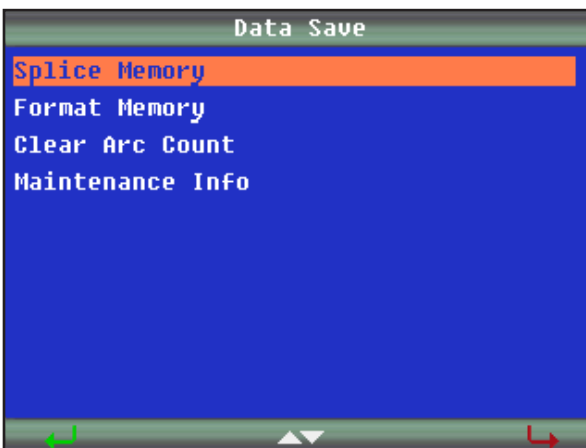 Data Save
Splice Memory
Format Memory
Clear Arc Count
Maintenance Info